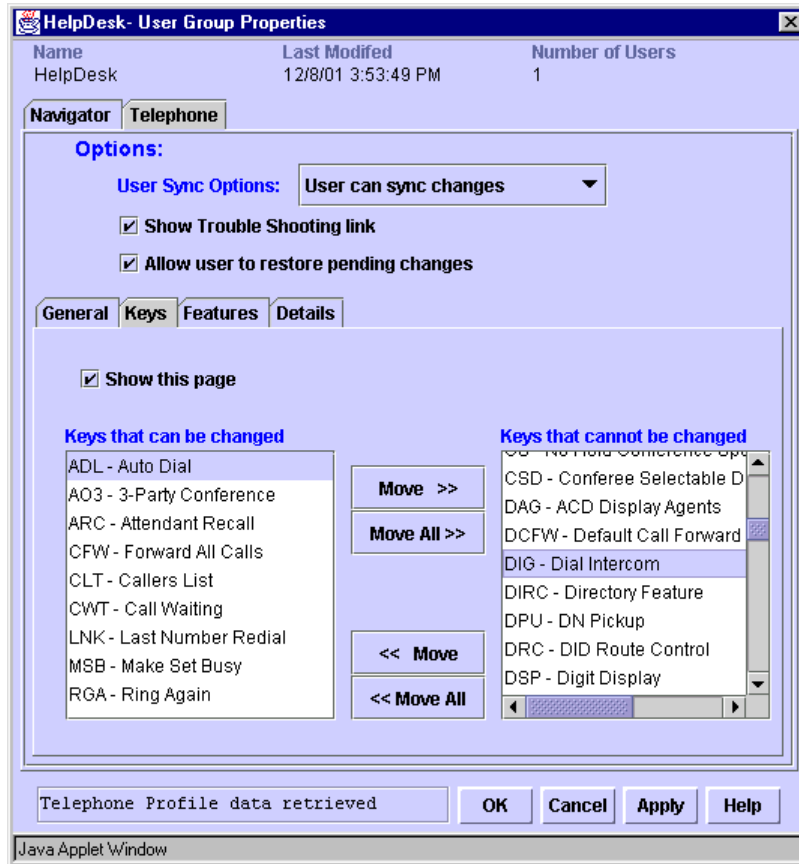 HelpDesk- User Group Properties
Name Last Modifed Number of Users
HelpDesk 12/8/01 3:53:49 PM 1
Navigator Telephone
Options:
User Sync Options: User can sync changes
Show Trouble Shooting link
Allow user to restore pending changes
General Keys Features Details
Show this page
Keys that can be changed
ADL - Auto Dial
AO3 - 3-Party Conference
ARC - Attendant Recall
CFW - Forward All Calls
CLT - Callers List
CWT - Call Waiting
LNK - Last Number Redial
MSB - Make Set Busy
RGA - Ring Again
Move >>
Move All >>
<< Move
<< Move All
Keys that cannot be changed
No Hold Conference
CSD - Conferee Selectable D
DAG - ACD Display Agents
DCFW - Default Call Forward
DIG - Dial Intercom
DIRC - Directory Feature
DPU - DN Pickup
DRC - DID Route Control
DSP - Digit Display
Telephone Profile data retrieved
OK Cancel Apply Help
Java Applet Window